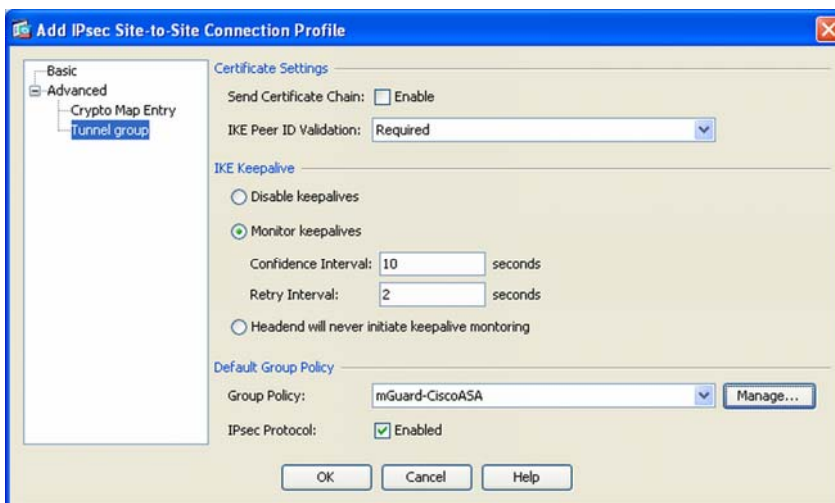 Add IPsec Site-to-Site Connection Profile
Basic
Advanced
Crypto Map Entry
Tunnel group
Certificate Settings
Send Certificate Chain: Enable
IKE Peer ID Validation: Required
IKE Keepalive
Disable keepalives
Monitor keepalives
Confidence Interval: 10 seconds
Retry Interval: 2 seconds
Headend will never initiate keepalive montoring
Default Group Policy
Group Policy: mGuard-CiscoASA Manage...
IPsec Protocol: Enabled
OK Cancel Help